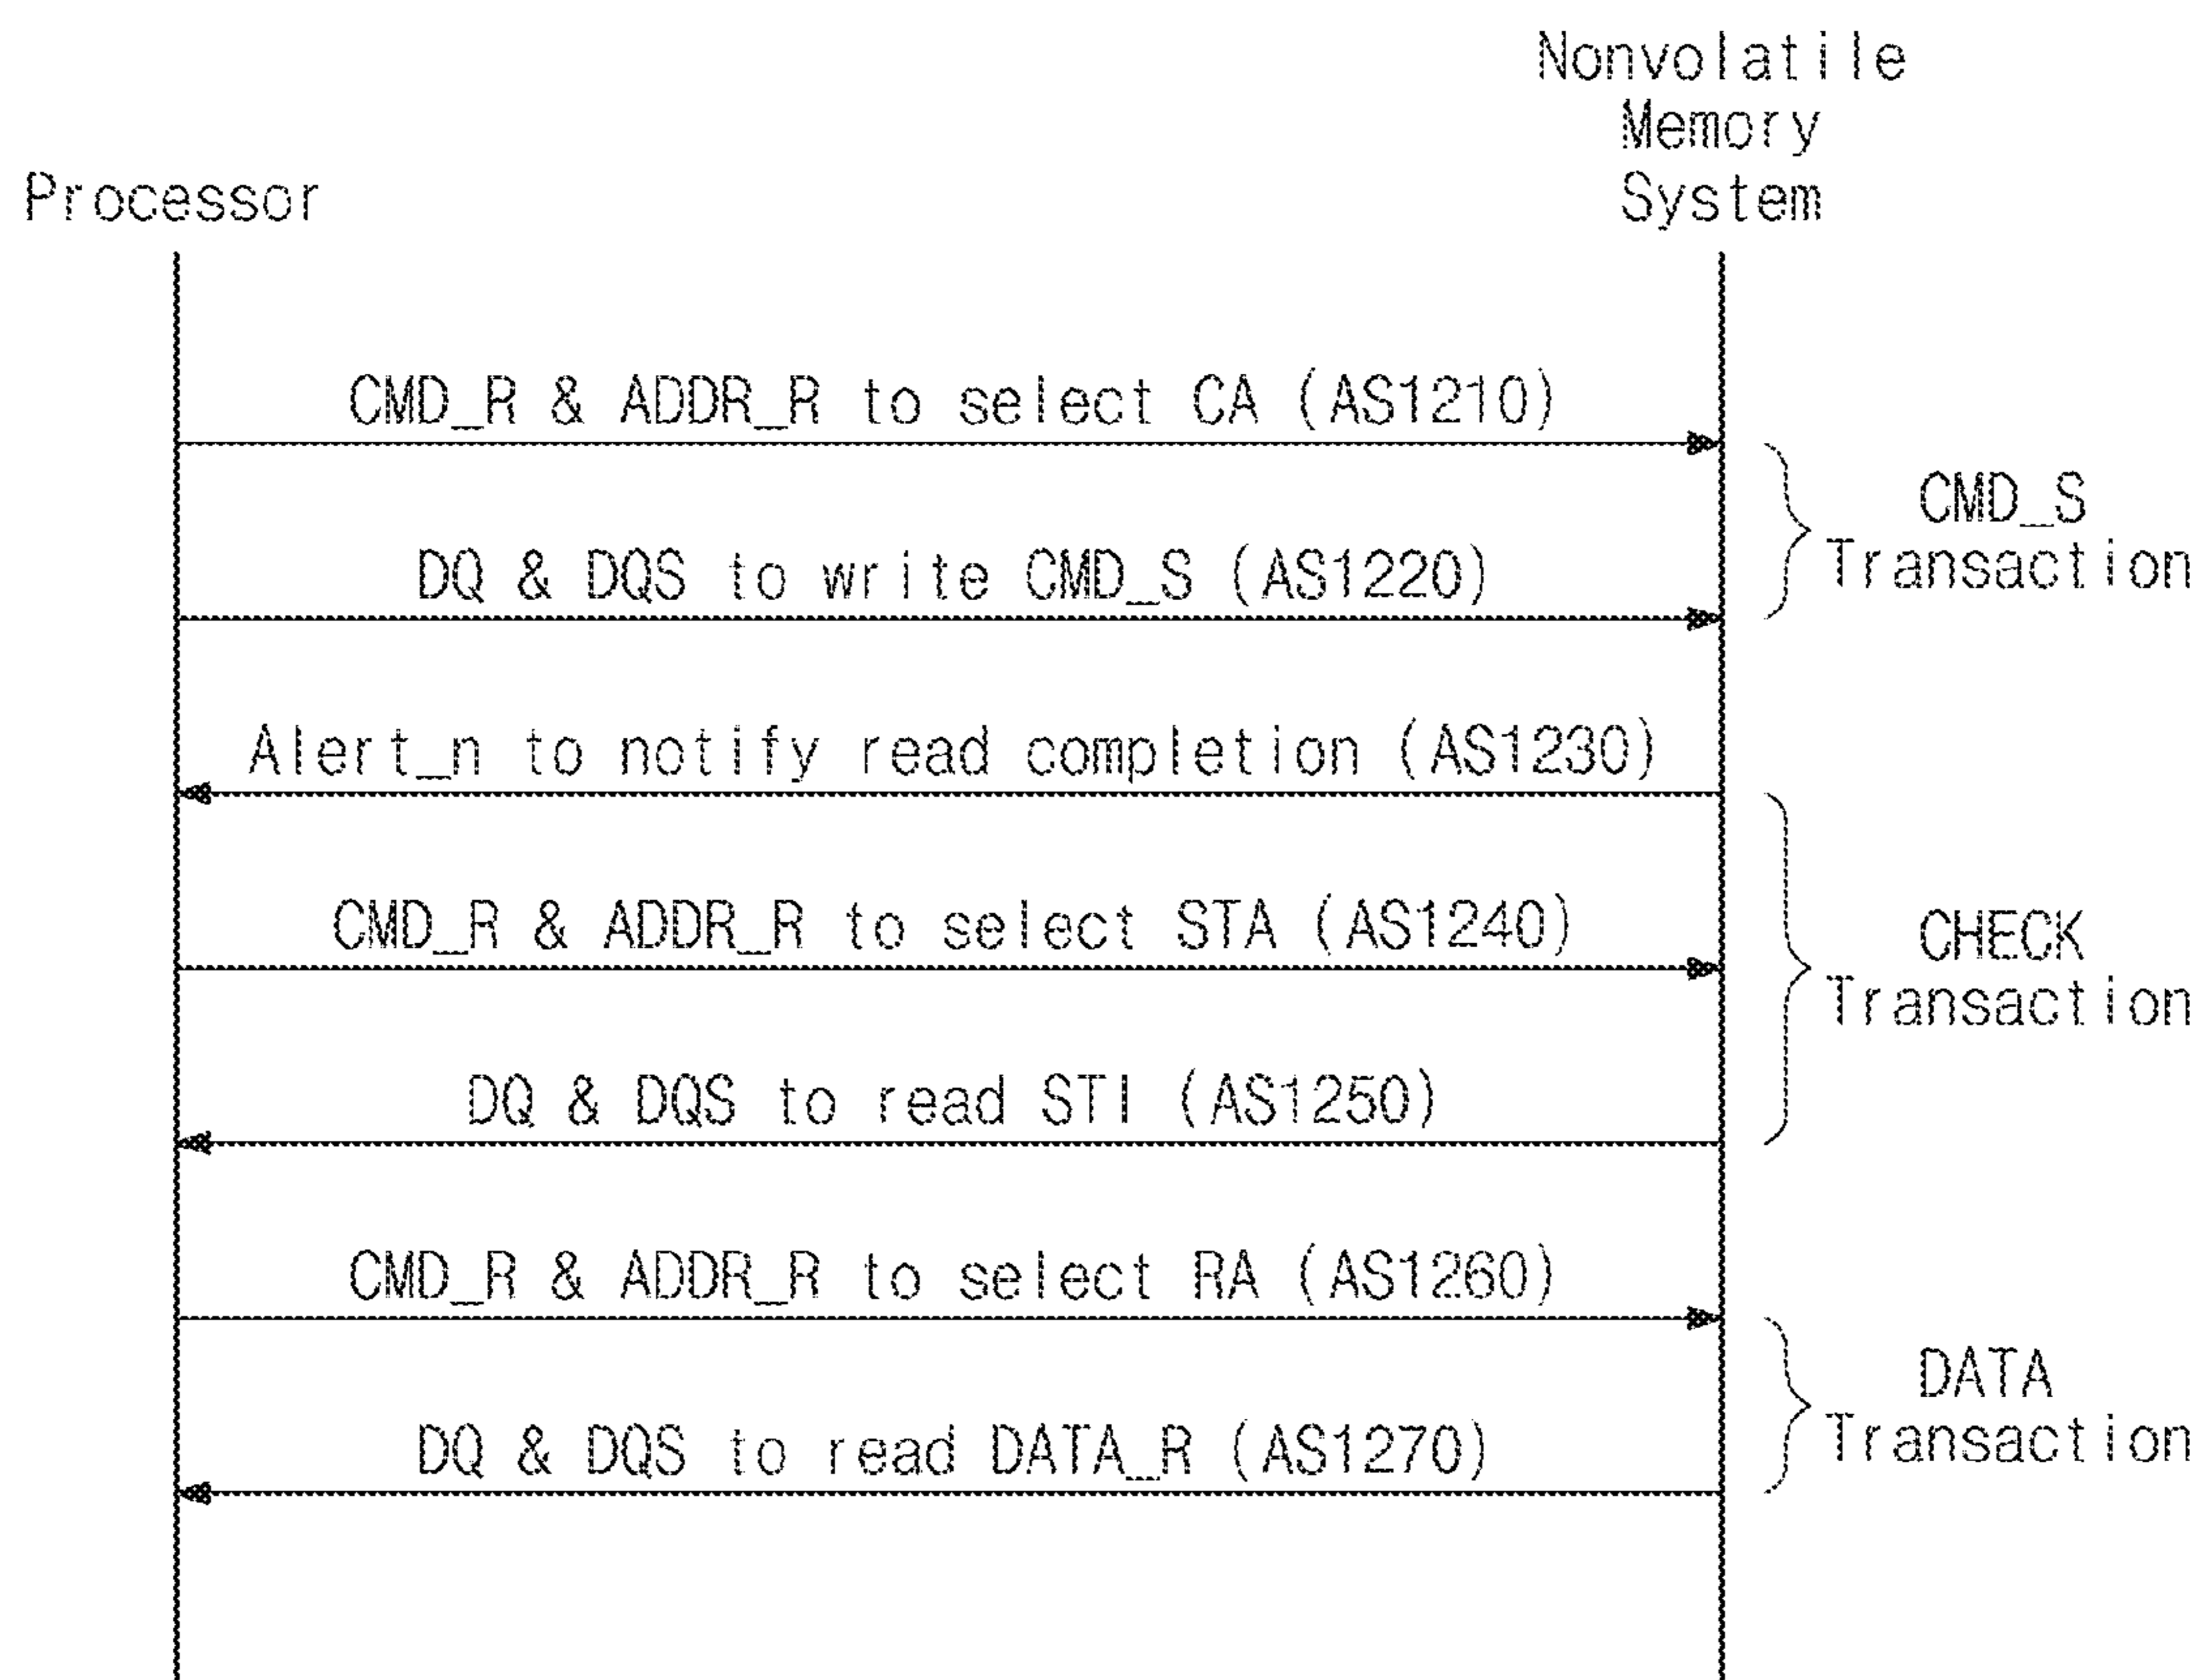 Nonvolatile
Memory
System
Processor
CMD_R & ADDR_R to select CA (AS1210)
CMD_S
Transaction
DQ & DQS to write CMD_S (AS1220)
Alert_n to notify read completion (AS1230)
CMD_R & ADDR_R to select STA (AS1240)
CHECK
Transaction
DQ & DQS to read STI (AS1250)
CMD_R & ADDR_R to select RA (AS1260)
DATA
Transaction
DQ & DQS to read DATA_R (AS1270)